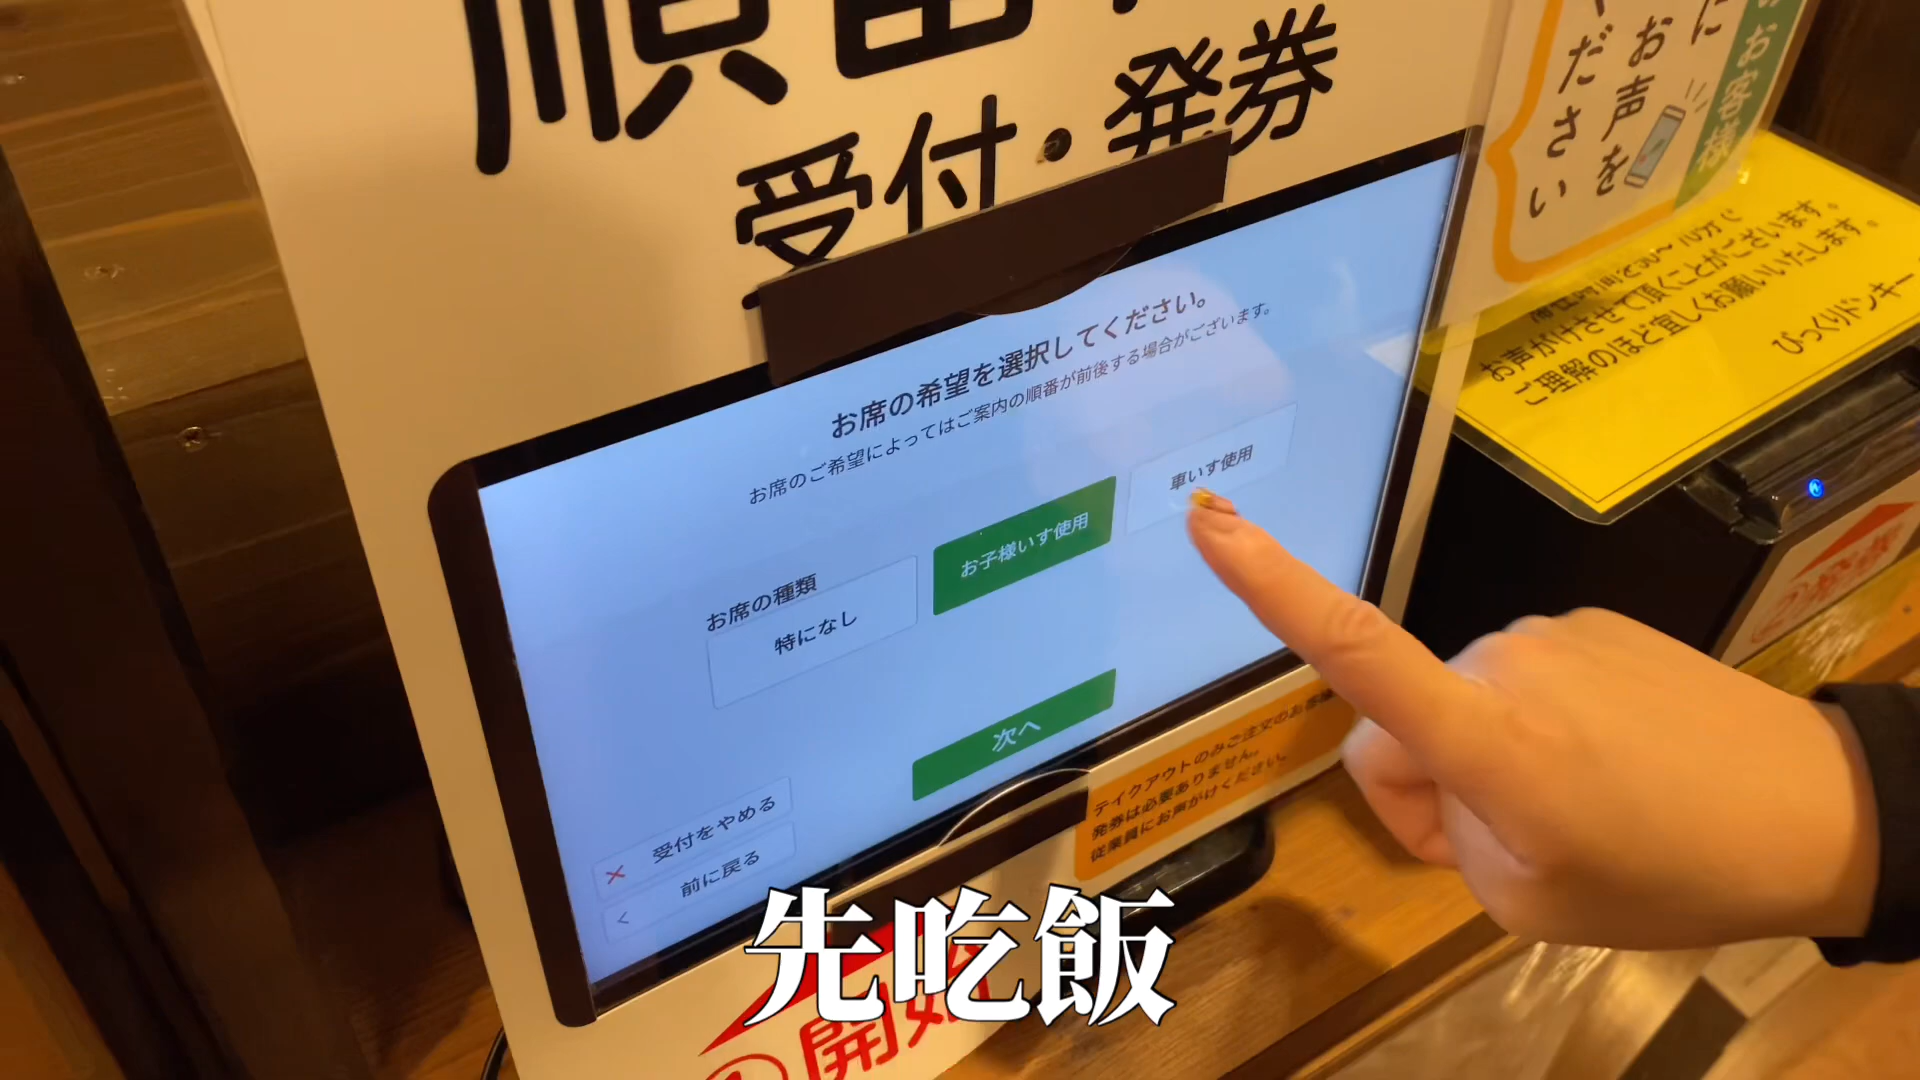 受付・発券
お席の希望を選択してください。
お席のご希望によってはご案内の順番が前後する場合がございます。
お席の種類
特になし
お子様いす使用
車いす使用
次へ
受付をやめる
前に戻る
テイクアウトのみご注文のお客様
発券は必要ありません。
従業員にお声がけください。
開始
お客様
に
お声を
ください
お声がけさせて頂くことがございます。
ご理解のほど宜しくお願いいたします。
びっくりドンキー
先吃飯